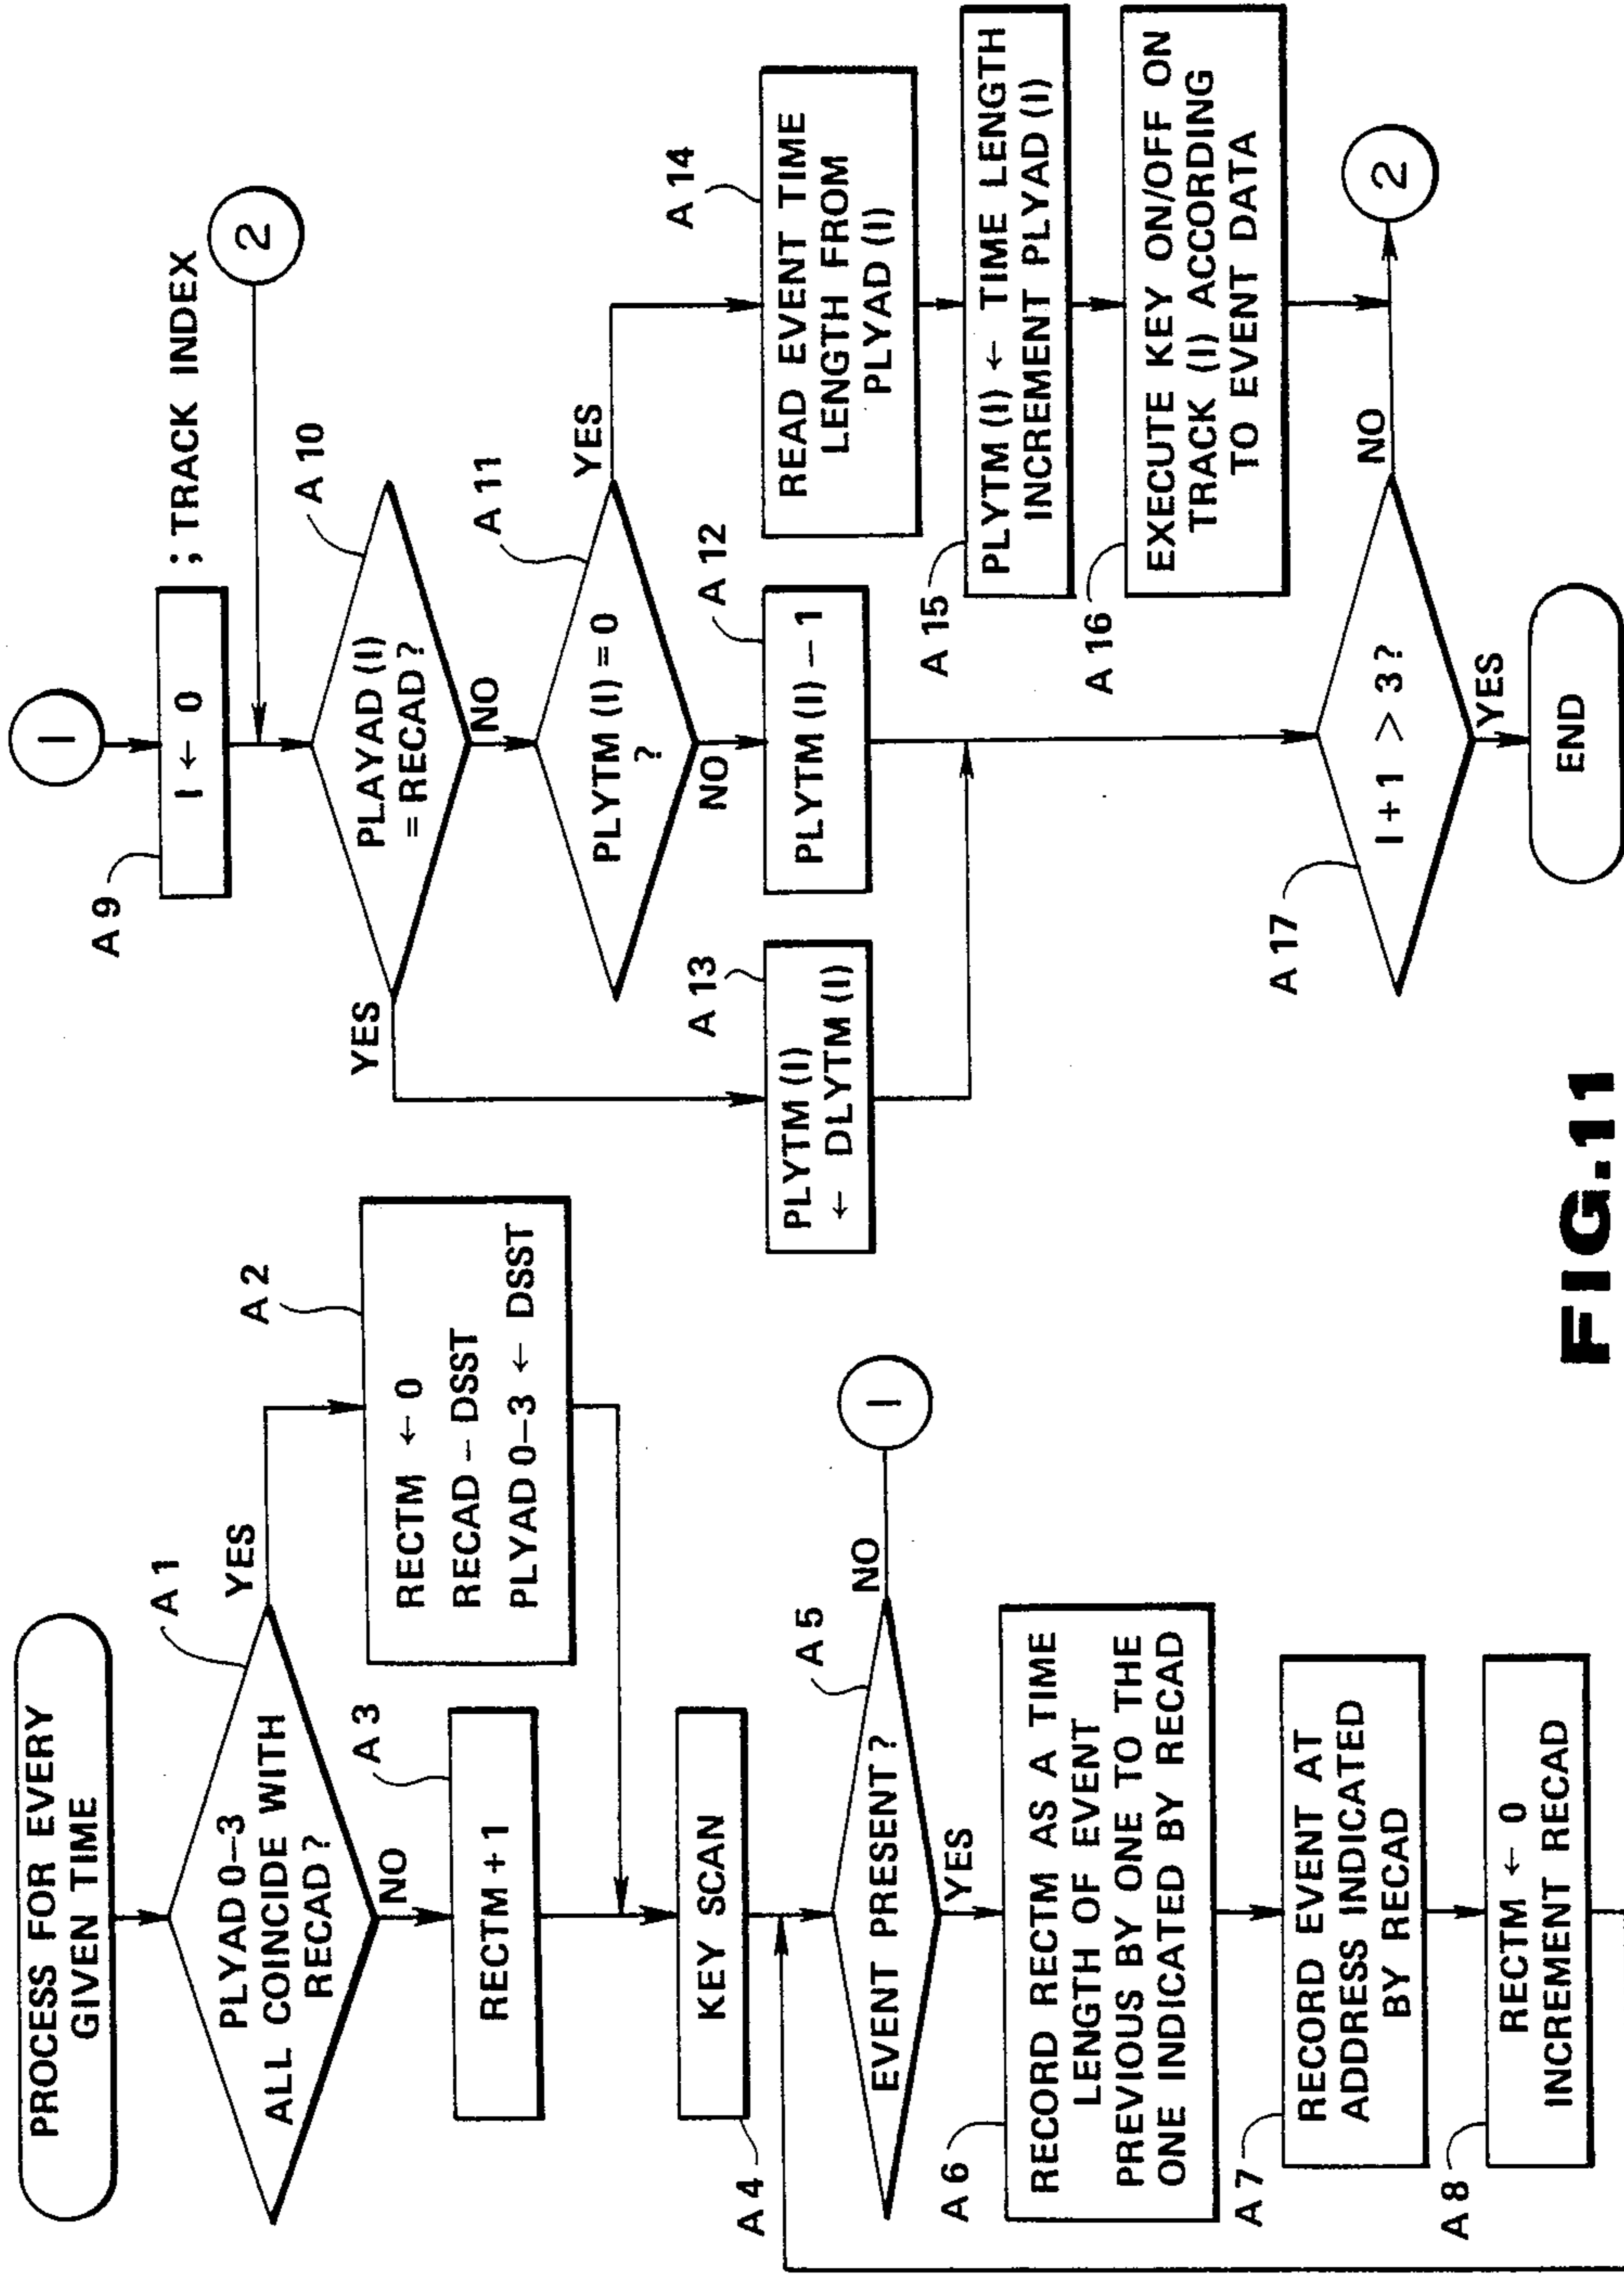 PROCESS FOR EVERY
GIVEN TIME
A 1
PLYAD 0–3
ALL COINCIDE WITH
RECAD ?
YES
NO
A 2
RECTM ← 0
RECAD – DSST
PLYAD 0–3 ← DSST
A 3
RECTM + 1
KEY SCAN
A 4
A 5
EVENT PRESENT ?
NO
1
YES
A 6
RECORD RECTM AS A TIME
LENGTH OF EVENT
PREVIOUS BY ONE TO THE
ONE INDICATED BY RECAD
A 7
RECORD EVENT AT
ADDRESS INDICATED
BY RECAD
A 8
RECTM ← 0
INCREMENT RECAD
1
A 9
I ← 0
; TRACK INDEX
2
A 10
PLAYAD (I)
= RECAD ?
YES
NO
A 11
PLYTM (I) = 0
?
YES
NO
A 13
PLYTM (I)
← DLYTM (I)
A 12
PLYTM (I) – 1
A 14
READ EVENT TIME
LENGTH FROM
PLYAD (I)
A 15
PLYTM (I) ← TIME LENGTH
INCREMENT PLYAD (I)
A 16
EXECUTE KEY ON/OFF ON
TRACK (I) ACCORDING
TO EVENT DATA
A 17
I + 1 > 3 ?
NO
2
YES
END
FIG.11